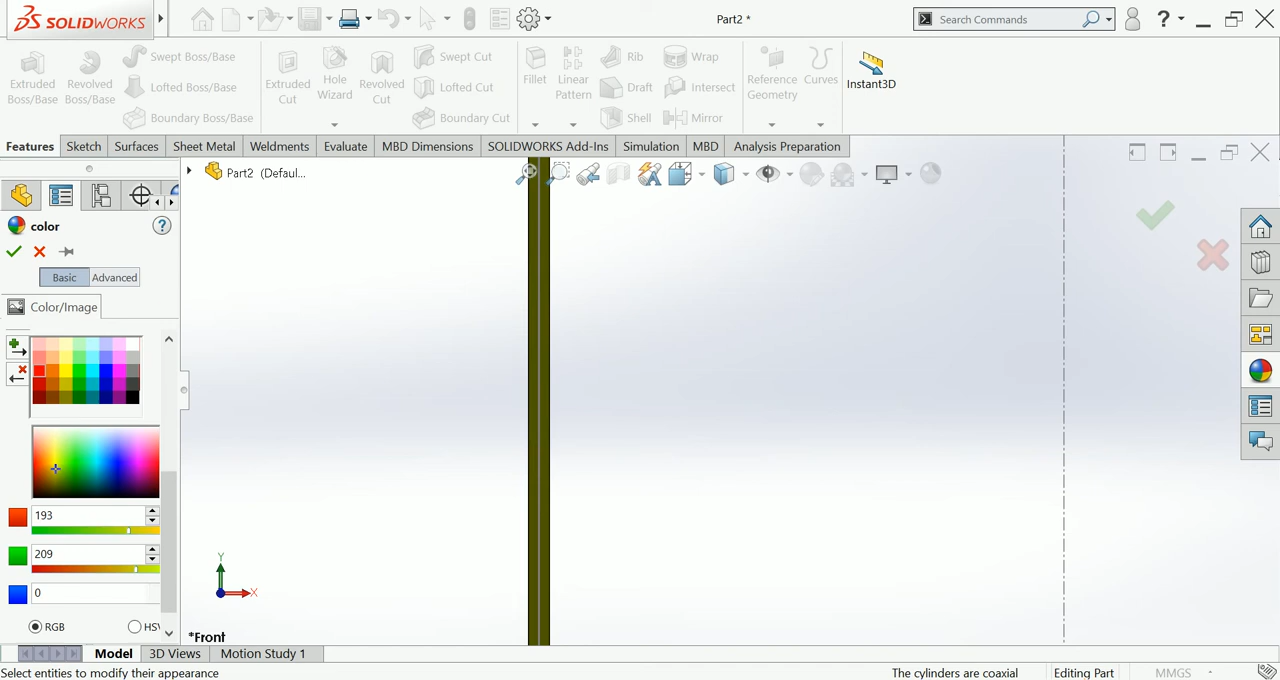 SOLIDWORKS
Part2 *
Search Commands
?
Extruded Boss/Base
Revolved Boss/Base
Swept Boss/Base
Lofted Boss/Base
Boundary Boss/Base
Extruded Cut
Hole Wizard
Revolved Cut
Swept Cut
Lofted Cut
Boundary Cut
Fillet
Linear Pattern
Rib
Draft
Shell
Wrap
Intersect
Mirror
Reference Geometry
Curves
Instant3D
Features Sketch Surfaces Sheet Metal Weldments Evaluate MBD Dimensions SOLIDWORKS Add-Ins Simulation MBD Analysis Preparation
Part2 (Defaul...
color
?
Basic Advanced
Color/Image
193
209
0
RGB HSV
Y
X
*Front
Model 3D Views Motion Study 1
Select entities to modify their appearance The cylinders are coaxial Editing Part MMGS